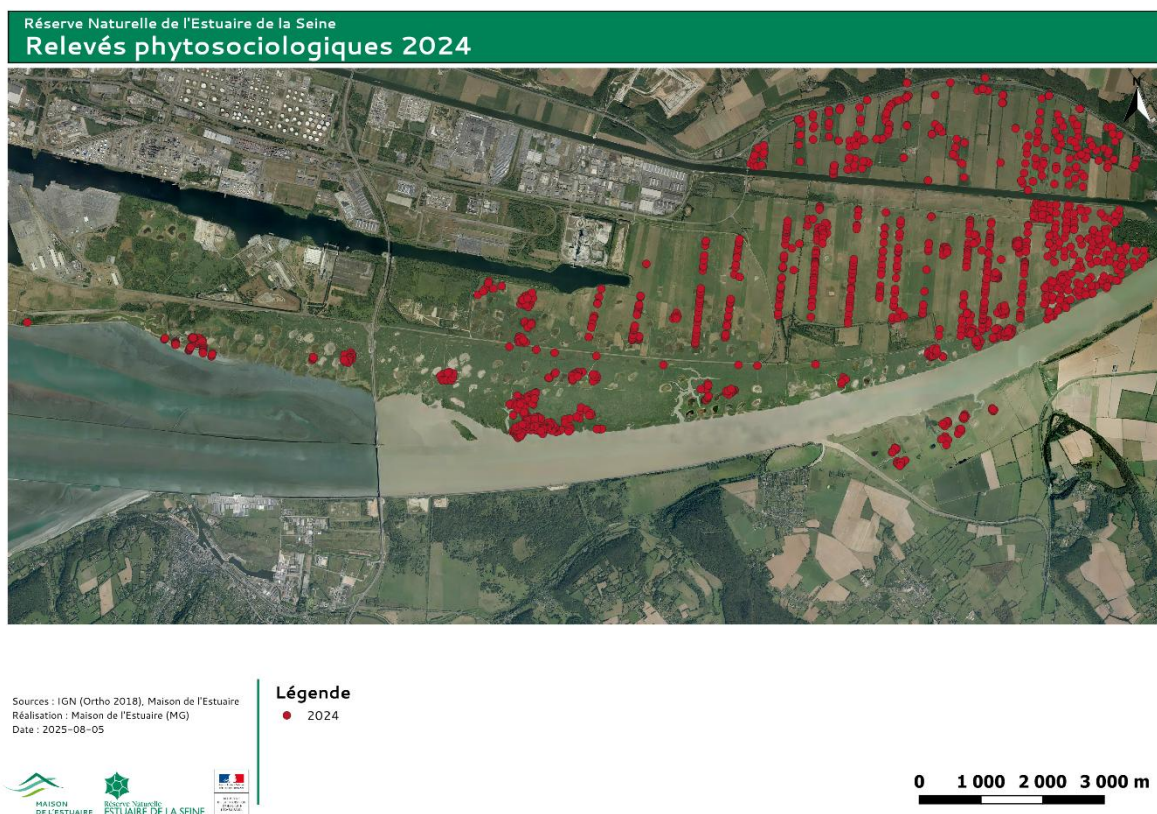 Réserve Naturelle de l'Estuaire de la Seine
Relevés phytosociologiques 2024
N
Sources : IGN (Ortho 2018), Maison de l'Estuaire
Réalisation : Maison de l'Estuaire (MG)
Date : 2025-08-05
Légende
2024
MAISON
DE L'ESTUAIRE
Réserve Naturelle
ESTUAIRE DE LA SEINE
0 1 000 2 000 3 000 m